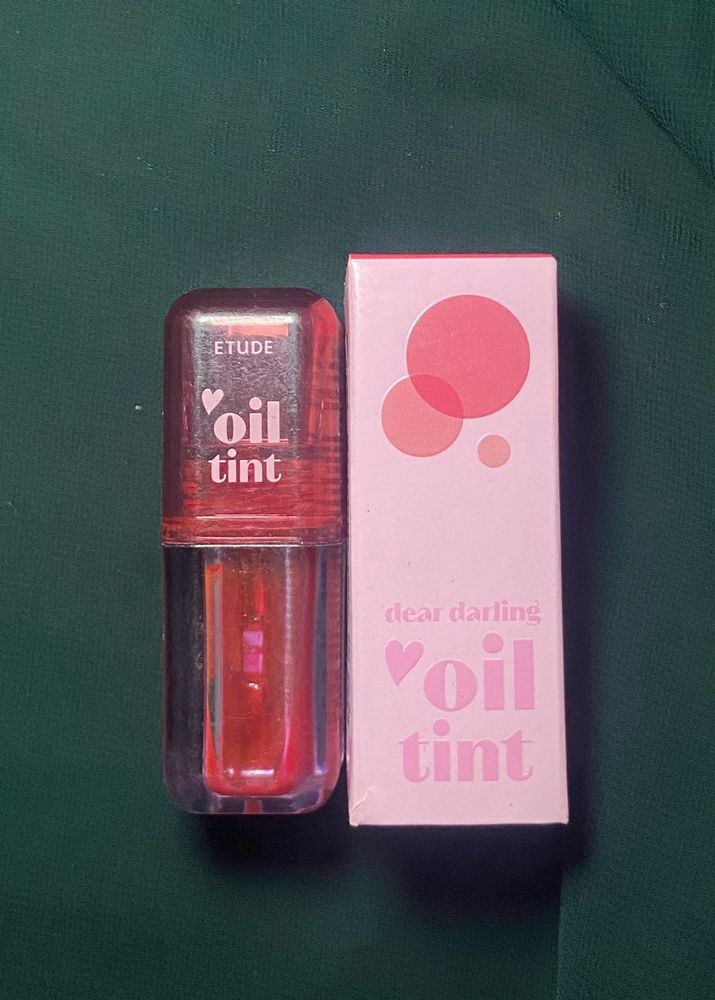 ETUDE
oil
tint
dear darling
oil
tint